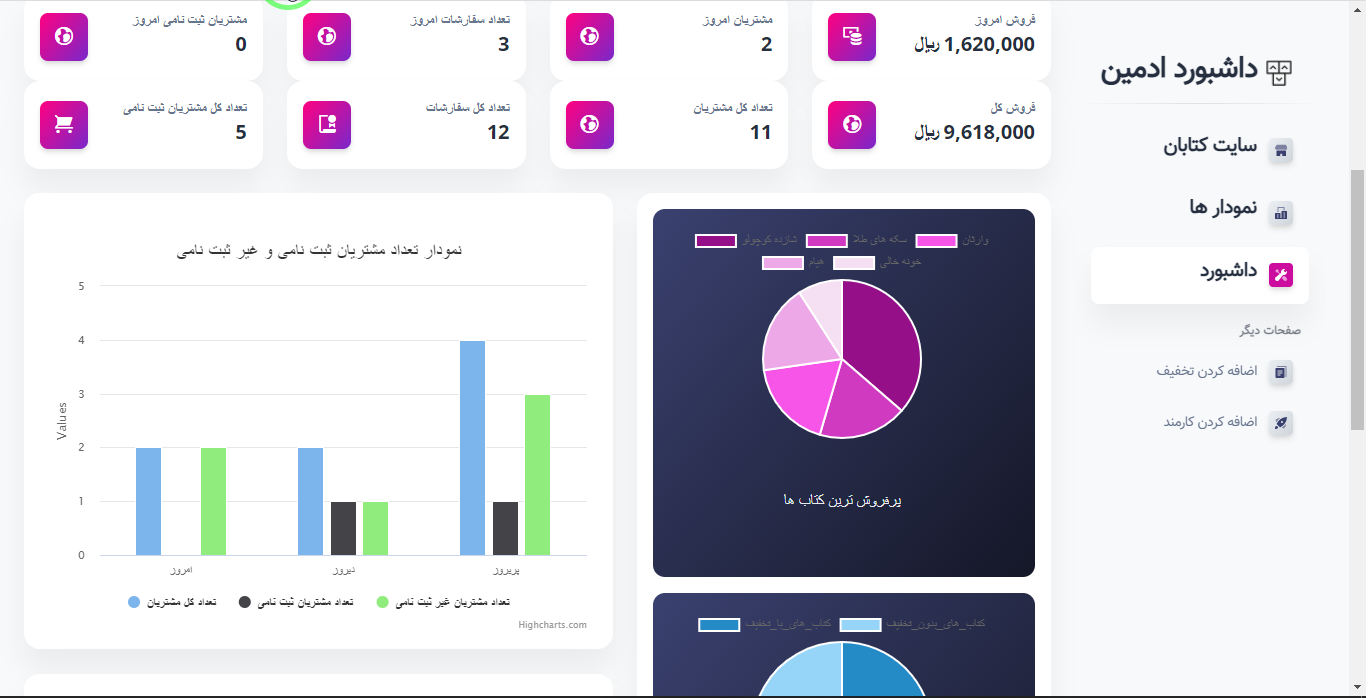 داشبورد ادمین
سایت کتابان
نمودار ها
داشبورد
صفحات دیگر
اضافه کردن تخفیف
اضافه کردن کارمند
فروش امروز
1,620,000 ریال
مشتریان امروز
2
تعداد سفارشات امروز
3
مشتریان ثبت نامی امروز
0
فروش کل
9,618,000 ریال
تعداد کل مشتریان
11
تعداد کل سفارشات
12
تعداد کل مشتریان ثبت نامی
5
وارثان سکه های طلا شازده کوچولو
خونه خالی هیام
پرفروش ترین کتاب ها
کتاب_های_بدون_تخفیف کتاب_های_با_تخفیف
نمودار تعداد مشتریان ثبت نامی و غیر ثبت نامی
Values
5
4
3
2
1
0
امروز دیروز پریروز
تعداد کل مشتریان تعداد مشتریان ثبت نامی تعداد مشتریان غیر ثبت نامی
Highcharts.com